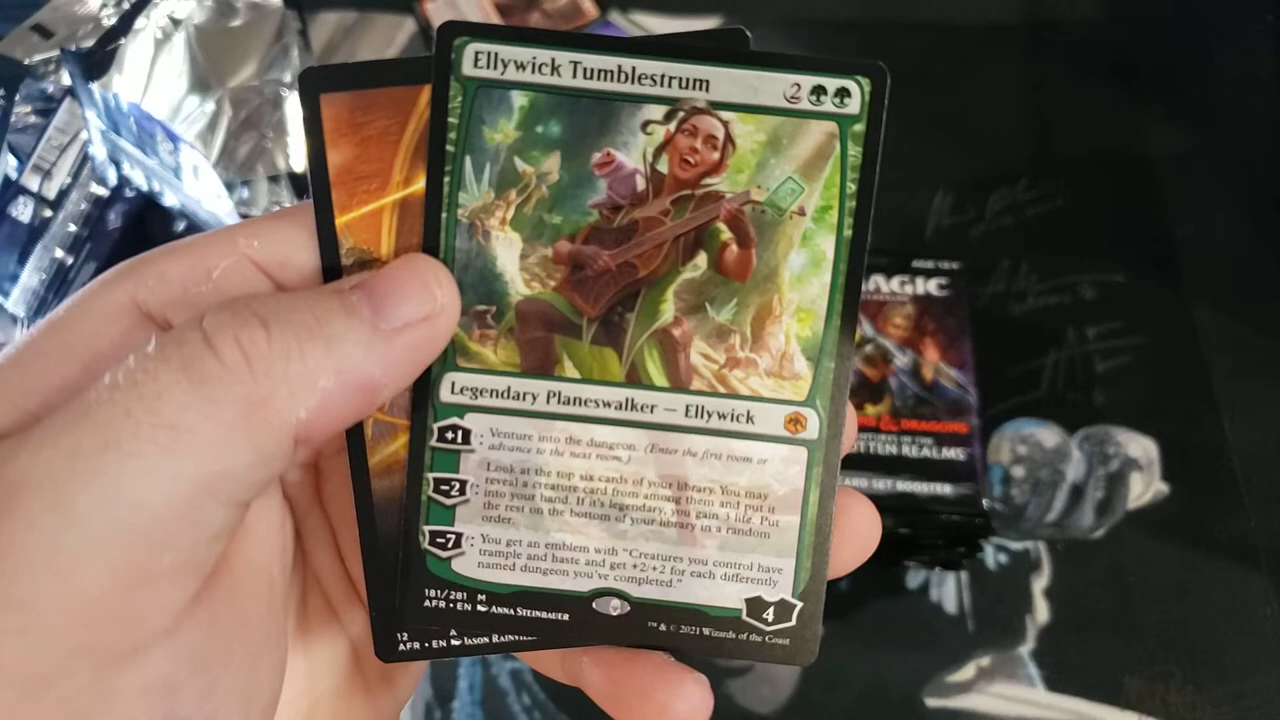 Ellywick Tumblestrum 2
Legendary Planeswalker — Ellywick
+1 : Venture into the dungeon. (Enter the first room or
advance to the next room.)
−2 : Look at the top six cards of your library. You may
reveal a creature card from among them and put it
into your hand. If it's legendary, you gain 3 life. Put
the rest on the bottom of your library in a random
order.
−7 : You get an emblem with "Creatures you control have
trample and haste and get +2/+2 for each differently
named dungeon you've completed."
4
181/281 M
AFR • EN ANNA STEINBAUER
™ & © 2021 Wizards of the Coast
12 A
AFR • EN JASON
AGIC
& DRAGONS
OF THE
REALMS
SET BOOSTER